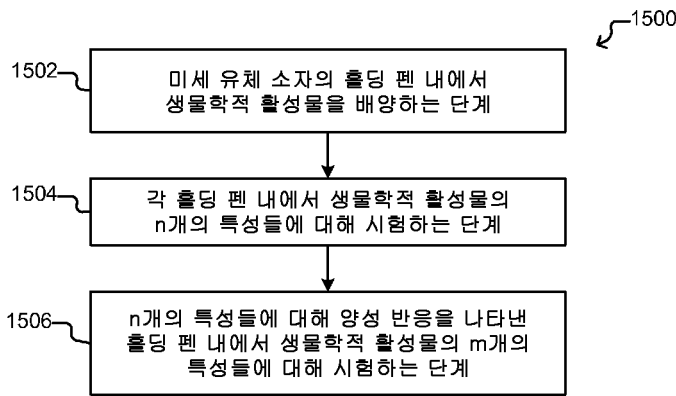 1500
1502
미세 유체 소자의 홀딩 펜 내에서
생물학적 활성물을 배양하는 단계
1504
각 홀딩 펜 내에서 생물학적 활성물의
n개의 특성들에 대해 시험하는 단계
1506
n개의 특성들에 대해 양성 반응을 나타낸
홀딩 펜 내에서 생물학적 활성물의 m개의
특성들에 대해 시험하는 단계